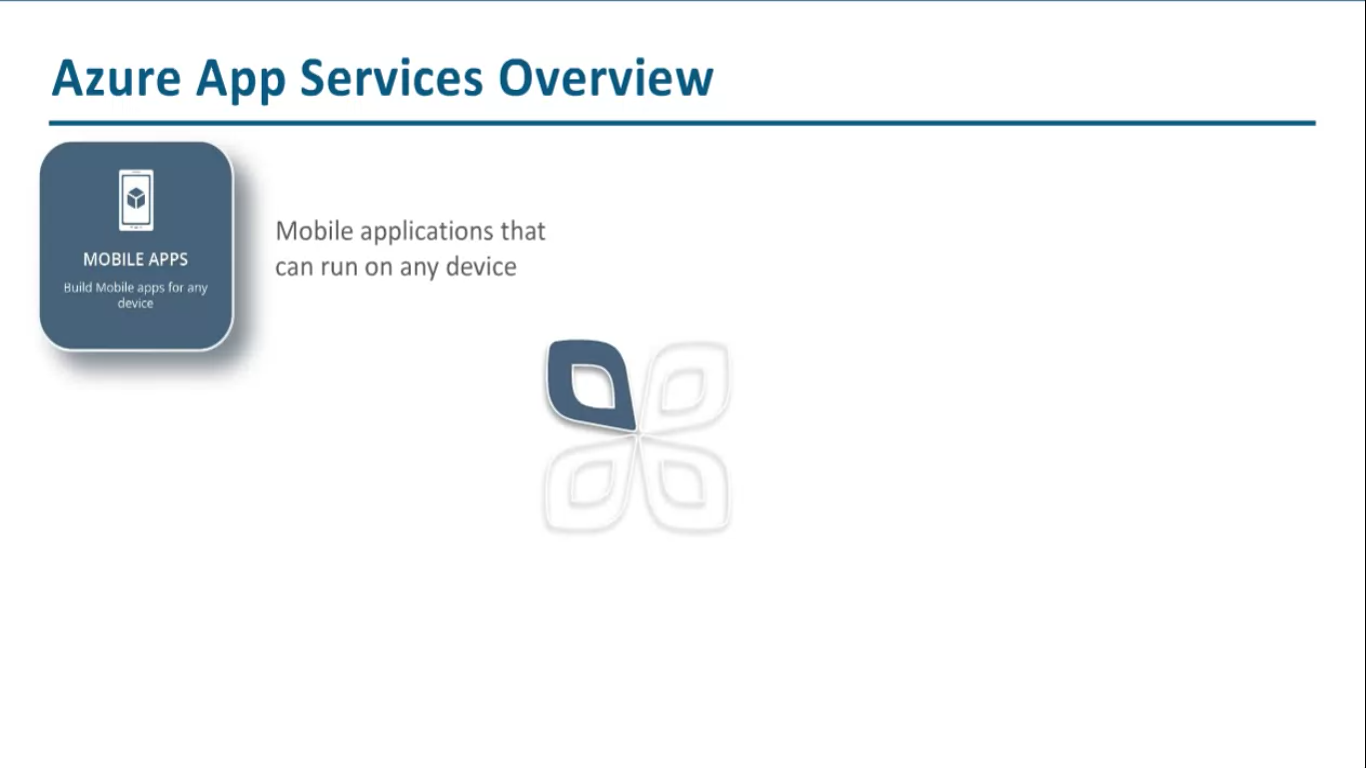 Azure App Services Overview
MOBILE APPS
Build Mobile apps for any
device
Mobile applications that
can run on any device